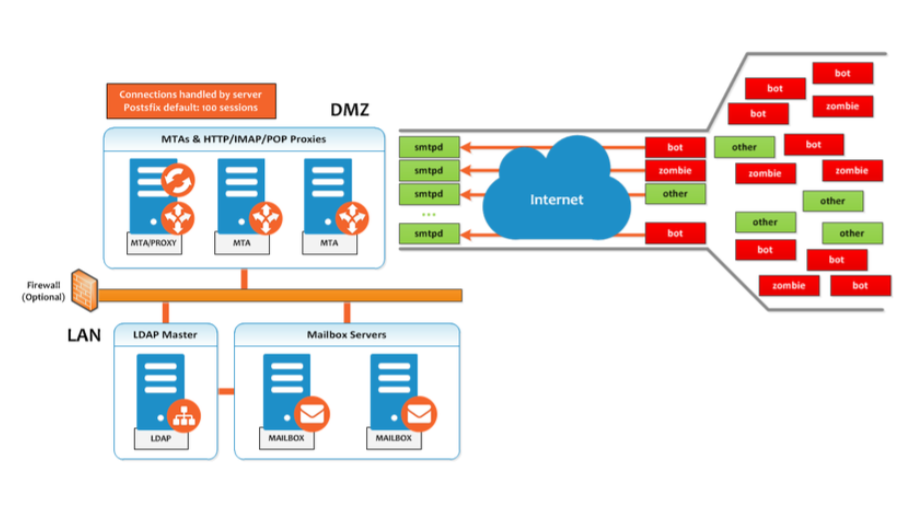 Connections handled by server
Postsfix default: 100 sessions
DMZ
MTAs & HTTP/IMAP/POP Proxies
MTA/PROXY
MTA
MTA
smtpd
smtpd
smtpd
...
smtpd
Internet
bot
zombie
other
bot
bot
bot
zombie
bot
other
bot
zombie
zombie
other
other
other
bot
bot
zombie
bot
Firewall
(Optional)
LAN
LDAP Master
LDAP
Mailbox Servers
MAILBOX
MAILBOX